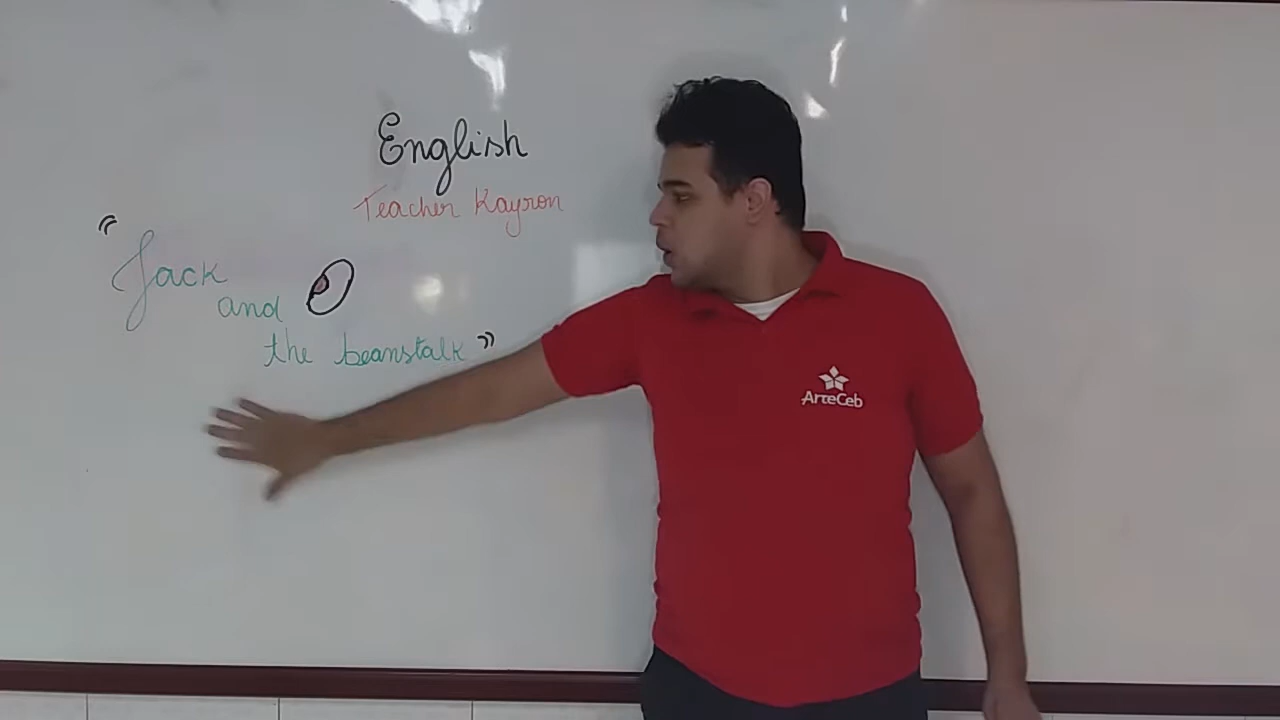 English
Teacher Kayron
"Jack
and
the beanstalk"
ArteCeb